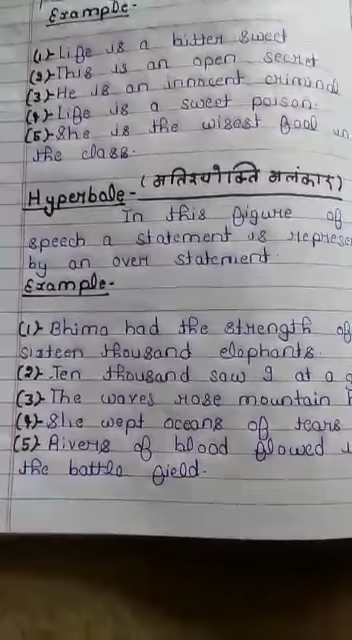 Example-
(1) Life is a bitter sweet
(2) This is an open secret
(3) He is an innocent criminal
(4) Life is a sweet poison.
(5) She is the wisest fool in
the class.
Hyperbole- (अतिश्योक्ति अलंकार)
In this figure of
speech a statement is represe
by an over statement.
Example-
(1) Bhima had the strength of
sixteen thousand elephants.
(2) Ten thousand saw I at a g
(3) The waves rose mountain h
(4) She wept oceans of tears
(5) Rivers of blood flowed i
the battle field.